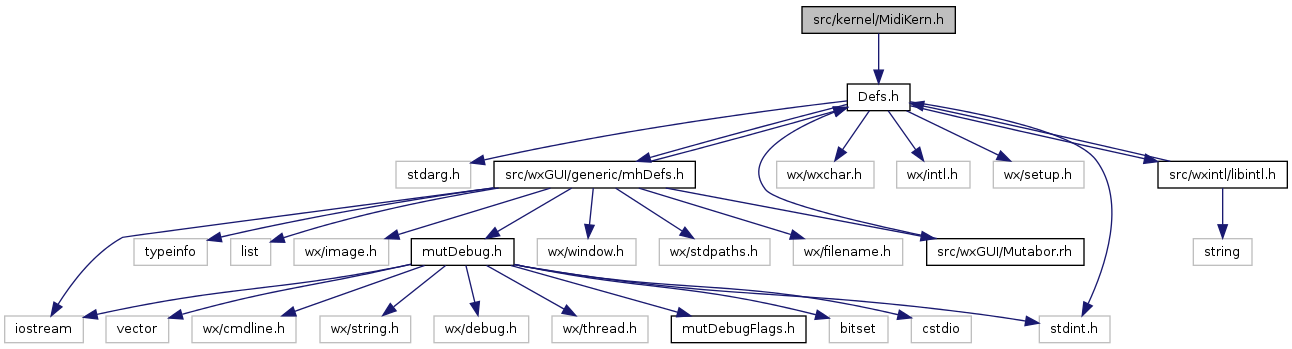 src/kernel/MidiKern.h
Defs.h
stdarg.h
src/wxGUI/generic/mhDefs.h
wx/wxchar.h
wx/intl.h
wx/setup.h
src/wxintl/libintl.h
typeinfo
list
wx/image.h
mutDebug.h
wx/window.h
wx/stdpaths.h
wx/filename.h
src/wxGUI/Mutabor.rh
string
iostream
vector
wx/cmdline.h
wx/string.h
wx/debug.h
wx/thread.h
mutDebugFlags.h
bitset
cstdio
stdint.h